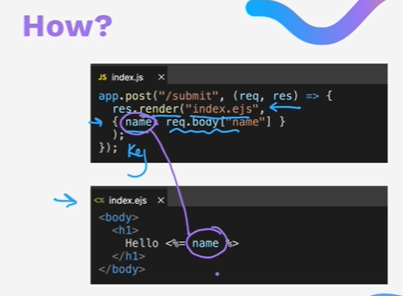 How?
JS index.js ×
app.post("/submit", (req, res) => {
res.render("index.ejs",
{ name: req.body["name"] }
);
});
Key
<% index.ejs ×
<body>
<h1>
Hello <%= name %>
</h1>
</body>